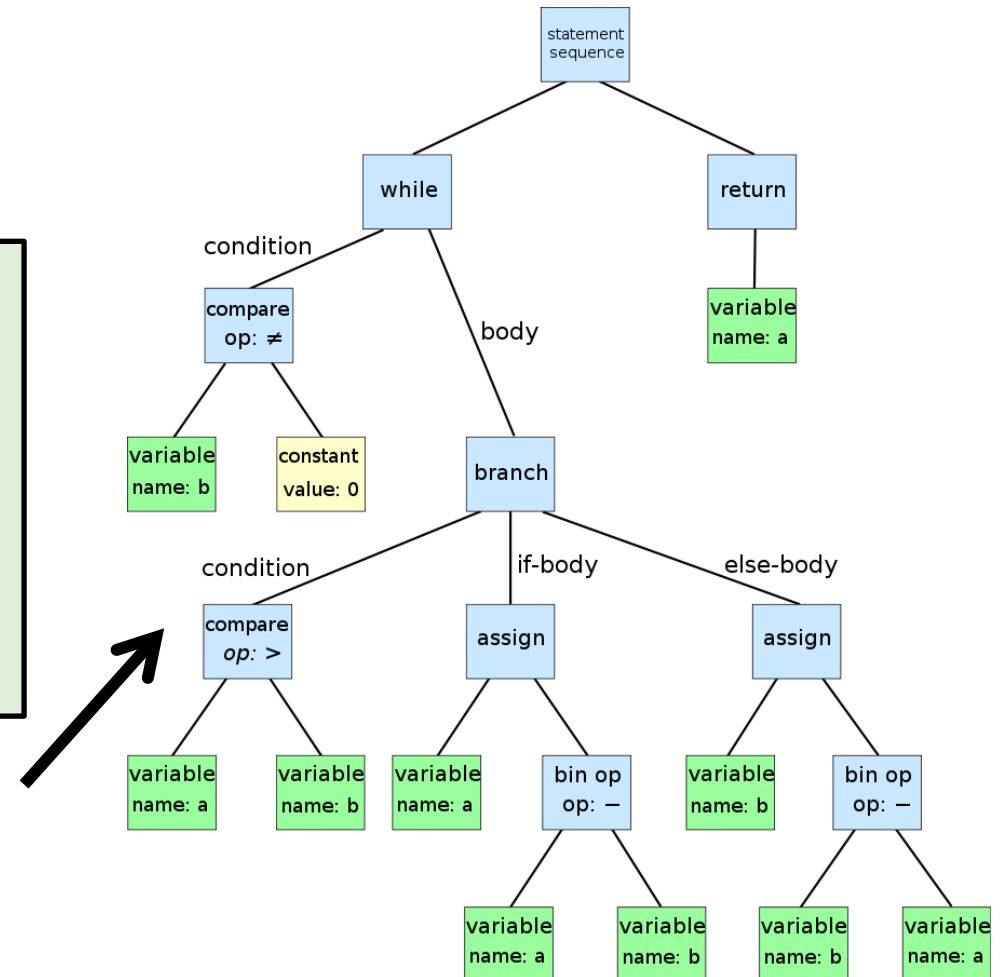 statement
sequence
while
return
condition
compare
op: ≠
body
variable
name: a
variable
name: b
constant
value: 0
branch
condition
if-body
else-body
compare
op: >
assign
assign
variable
name: a
variable
name: b
variable
name: a
bin op
op: −
variable
name: b
bin op
op: −
variable
name: a
variable
name: b
variable
name: b
variable
name: a